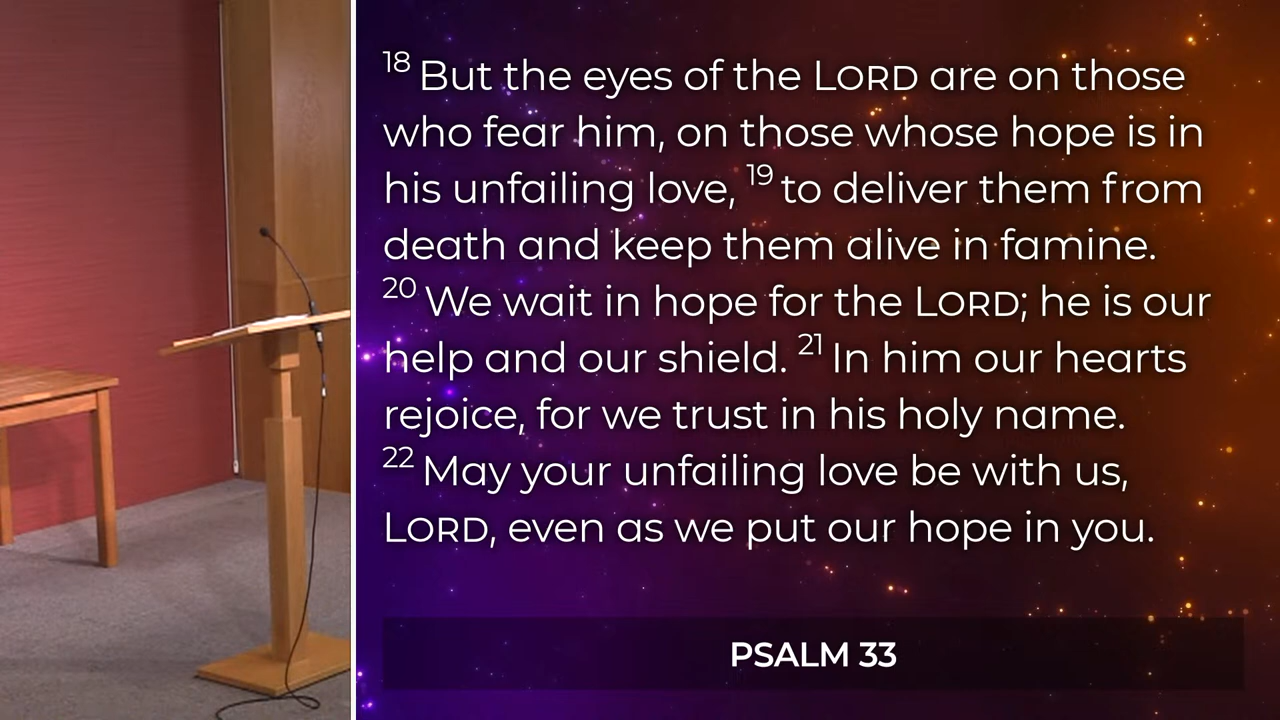 18 But the eyes of the LORD are on those
who fear him, on those whose hope is in
his unfailing love, 19 to deliver them from
death and keep them alive in famine.
20 We wait in hope for the LORD; he is our
help and our shield. 21 In him our hearts
rejoice, for we trust in his holy name.
22 May your unfailing love be with us,
LORD, even as we put our hope in you.
PSALM 33